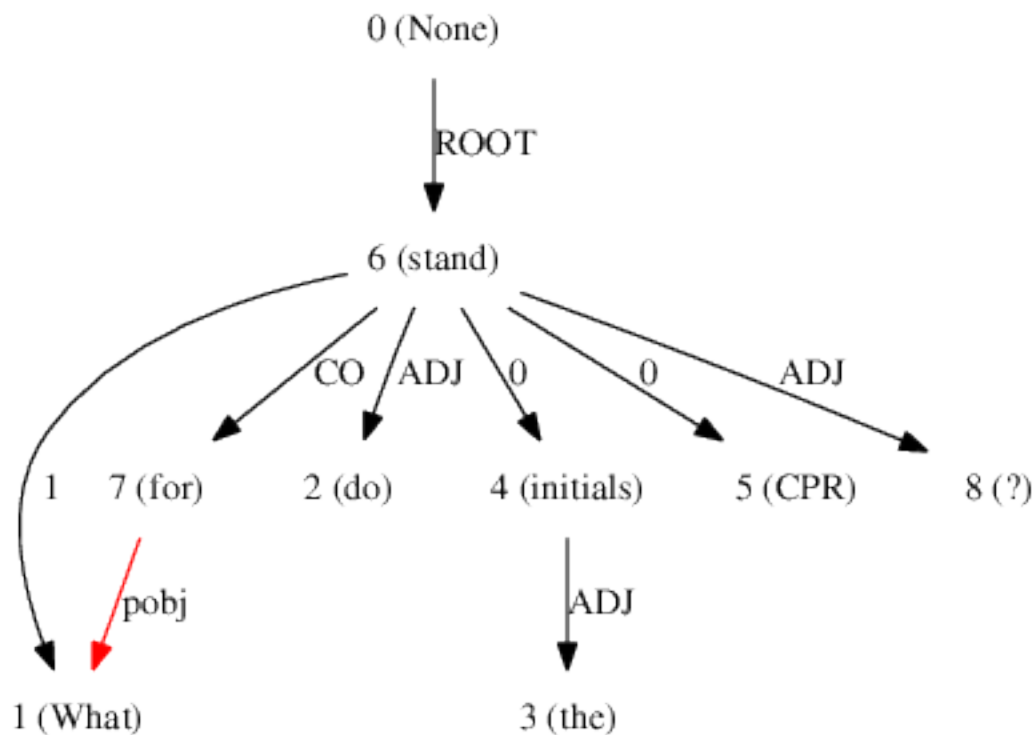 0 (None)
ROOT
6 (stand)
CO ADJ 0 0 ADJ
1 7 (for) 2 (do) 4 (initials) 5 (CPR) 8 (?)
pobj ADJ
1 (What) 3 (the)